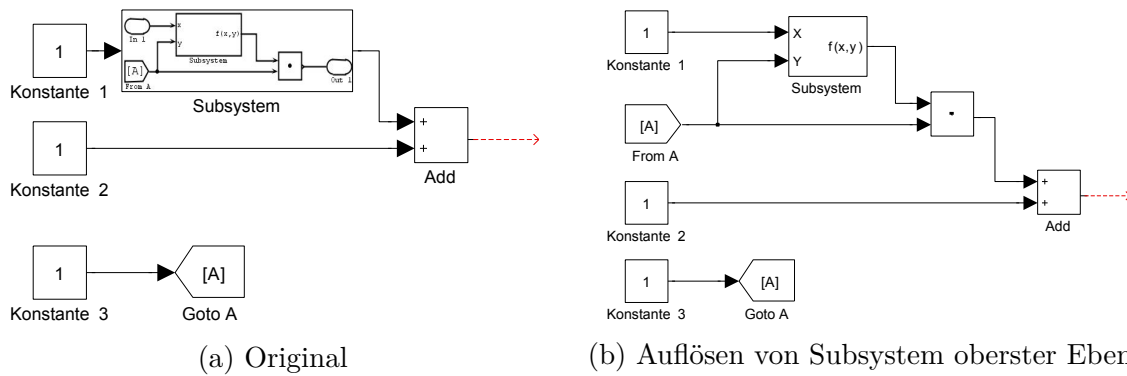 1
Konstante 1
In 1
x
y
f(x,y)
Subsystem
[A]
From A
Out 1
Subsystem
+
+
Add
1
Konstante 2
1
Konstante 3
[A]
Goto A
(a) Original
1
Konstante 1
X
Y
f(x,y)
Subsystem
[A]
From A
1
Konstante 2
+
+
Add
1
Konstante 3
[A]
Goto A
(b) Auflösen von Subsystem oberster Eben